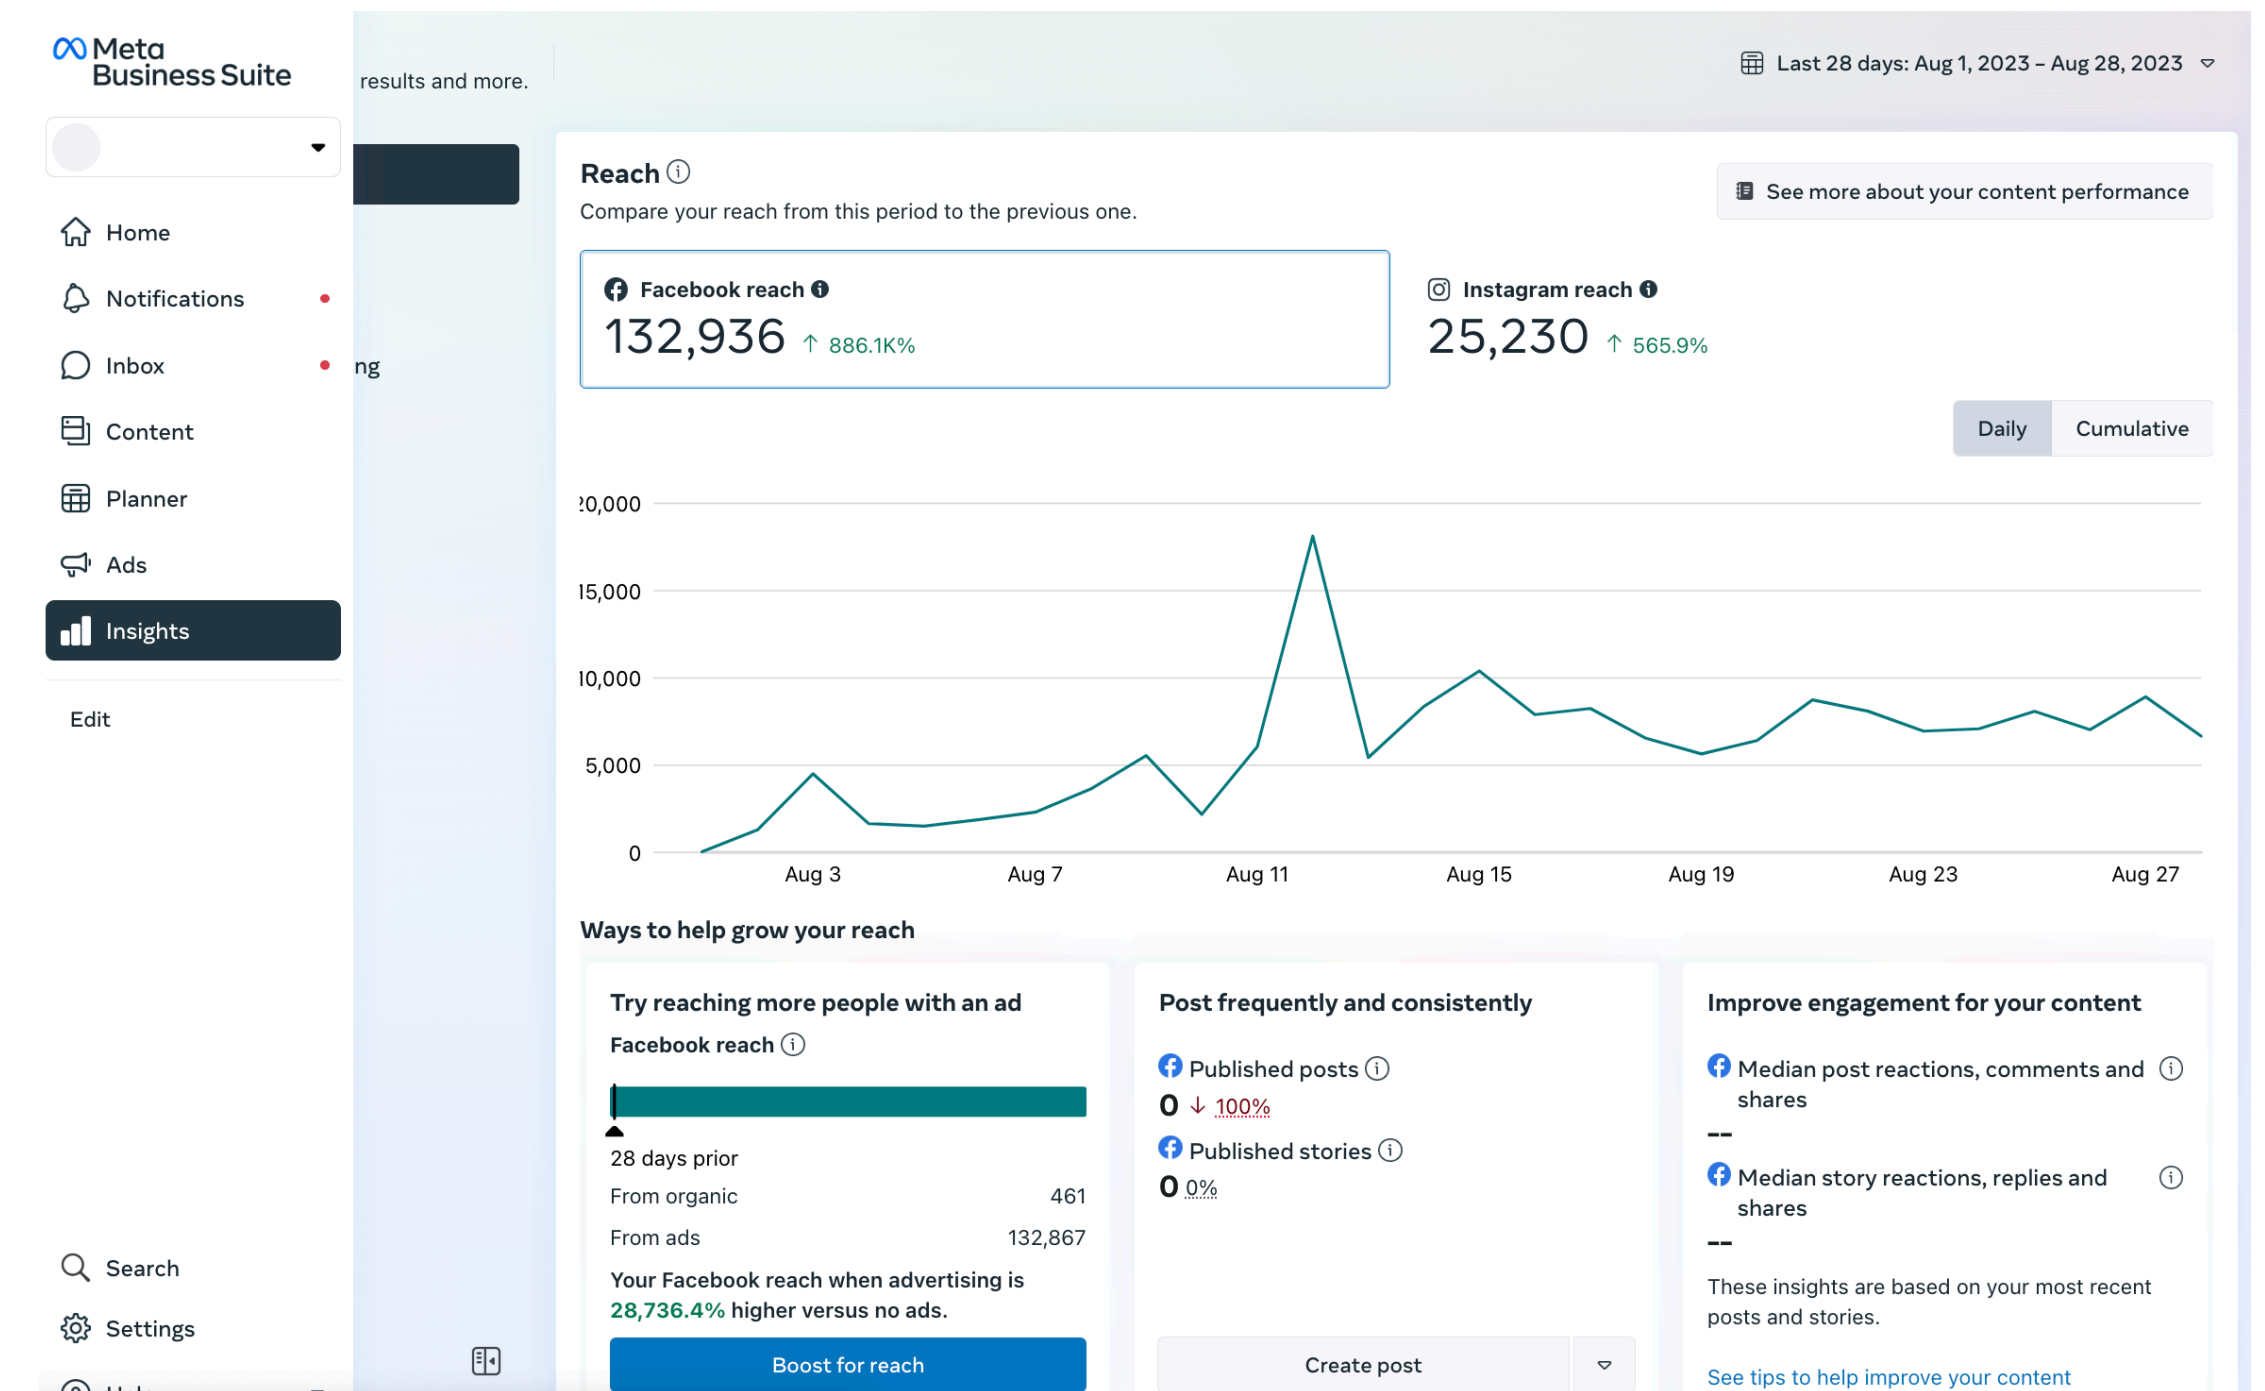 Meta
Business Suite
Home
Notifications
Inbox
Content
Planner
Ads
Insights
Edit
Search
Settings
results and more.
ng
Last 28 days: Aug 1, 2023 – Aug 28, 2023
Reach
Compare your reach from this period to the previous one.
See more about your content performance
Facebook reach
132,936 ↑ 886.1K%
Instagram reach
25,230 ↑ 565.9%
Daily
Cumulative
20,000
15,000
10,000
5,000
0
Aug 3
Aug 7
Aug 11
Aug 15
Aug 19
Aug 23
Aug 27
Ways to help grow your reach
Try reaching more people with an ad
Facebook reach
28 days prior
From organic 461
From ads 132,867
Your Facebook reach when advertising is
28,736.4% higher versus no ads.
Boost for reach
Post frequently and consistently
Published posts
0 ↓ 100%
Published stories
0 0%
Create post
Improve engagement for your content
Median post reactions, comments and
shares
--
Median story reactions, replies and
shares
--
These insights are based on your most recent
posts and stories.
See tips to help improve your content